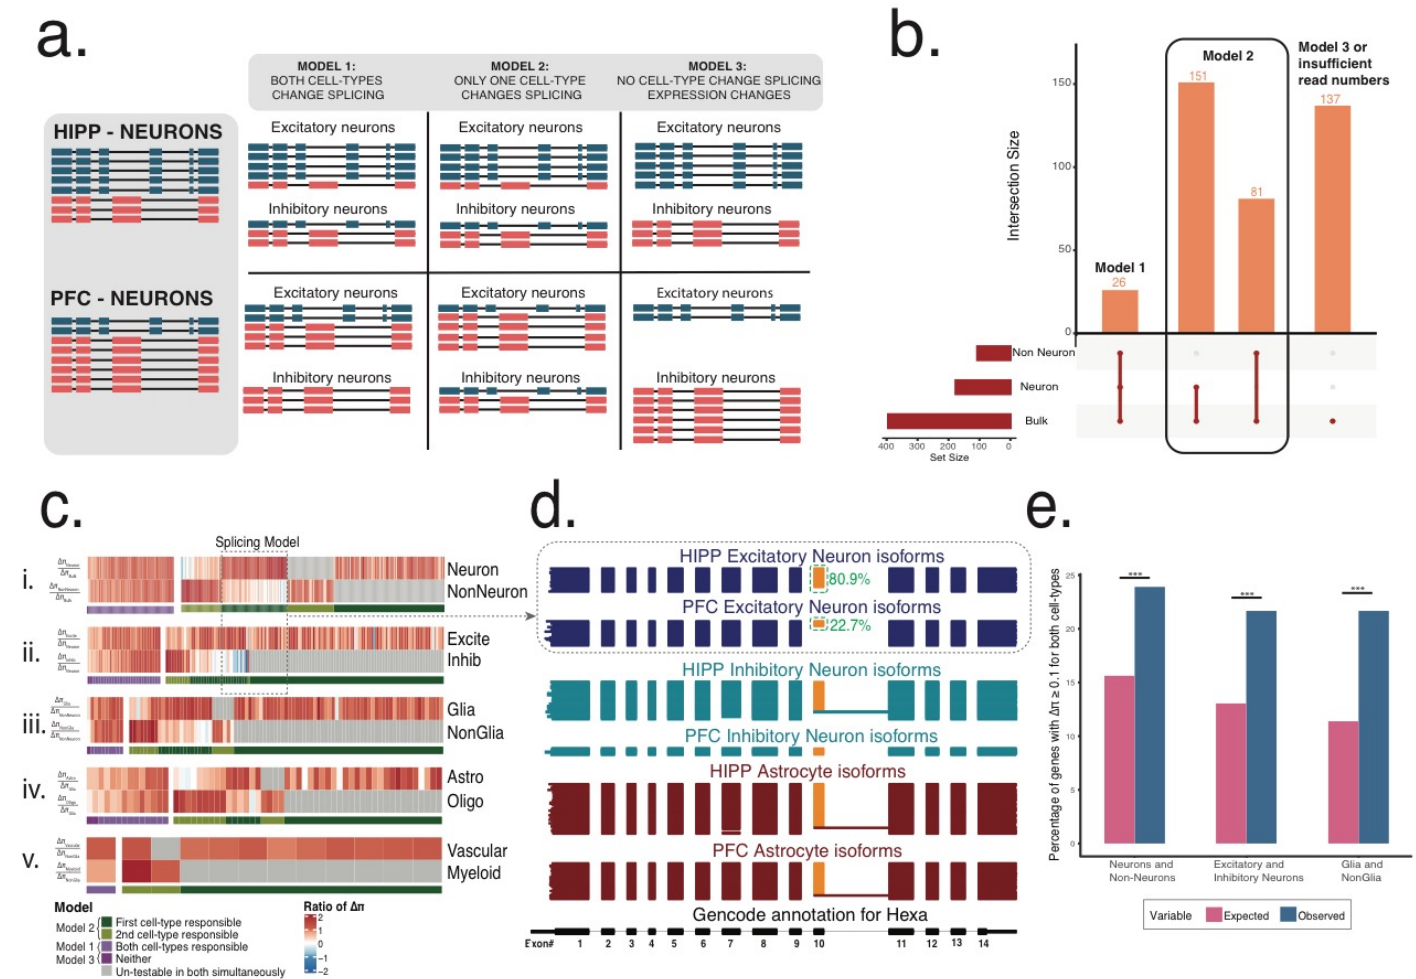 a.
MODEL 1:
BOTH CELL-TYPES
CHANGE SPLICING
MODEL 2:
ONLY ONE CELL-TYPE
CHANGES SPLICING
MODEL 3:
NO CELL-TYPE CHANGE SPLICING
EXPRESSION CHANGES
HIPP - NEURONS
Excitatory neurons
Excitatory neurons
Excitatory neurons
Inhibitory neurons
Inhibitory neurons
Inhibitory neurons
PFC - NEURONS
Excitatory neurons
Excitatory neurons
Excitatory neurons
Inhibitory neurons
Inhibitory neurons
Inhibitory neurons
b.
Intersection Size
150
100
50
0
Model 1
26
Model 2
151
81
Model 3 or
insufficient
read numbers
137
Non Neuron
Neuron
Bulk
400 300 200 100 0
Set Size
c.
Splicing Model
i.
Neuron
NonNeuron
ii.
Excite
Inhib
iii.
Glia
NonGlia
iv.
Astro
Oligo
v.
Vascular
Myeloid
Model
Model 2
First cell-type responsible
2nd cell-type responsible
Model 1
Both cell-types responsible
Model 3
Neither
Un-testable in both simultaneously
Ratio of Δπ
2
1
0
−1
−2
d.
HIPP Excitatory Neuron isoforms
80.9%
PFC Excitatory Neuron isoforms
22.7%
HIPP Inhibitory Neuron isoforms
PFC Inhibitory Neuron isoforms
HIPP Astrocyte isoforms
PFC Astrocyte isoforms
Gencode annotation for Hexa
Exon# 1 2 3 4 5 6 7 8 9 10 11 12 13 14
e.
Percentage of genes with Δπ ≥ 0.1 for both cell-types
25
20
15
10
5
0
***
***
***
Neurons and
Non-Neurons
Excitatory and
Inhibitory Neurons
Glia and
NonGlia
Variable Expected Observed